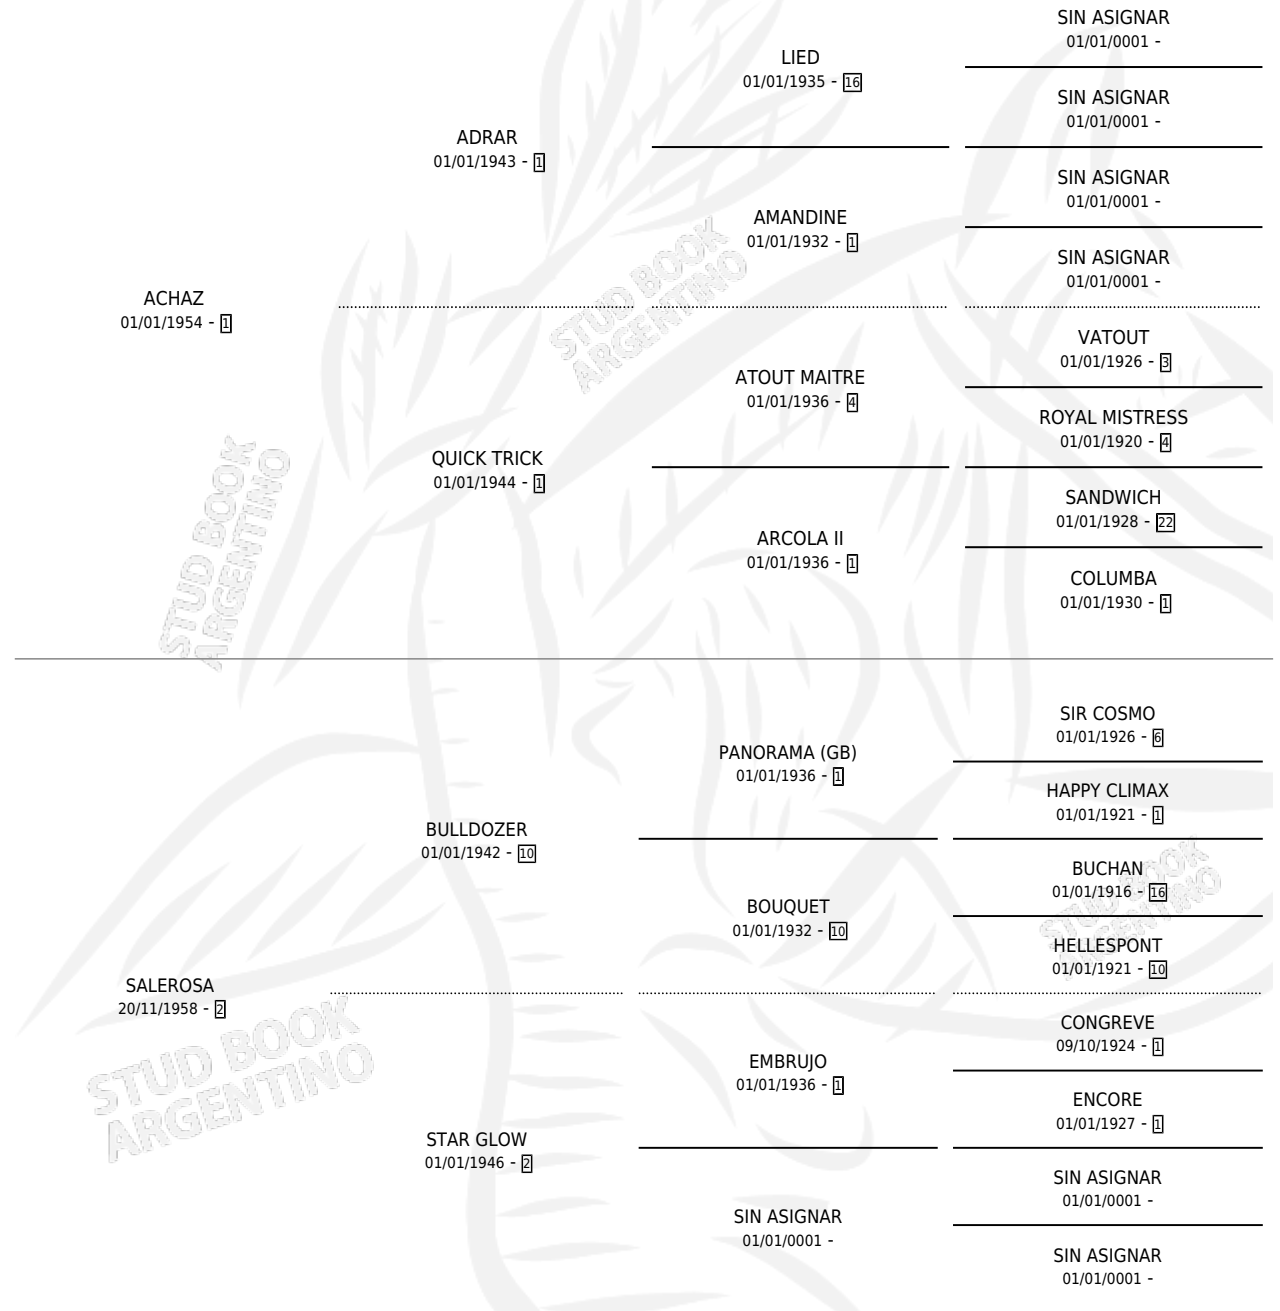 SIN ASIGNAR
01/01/0001 -
LIED
01/01/1935 - 16
SIN ASIGNAR
01/01/0001 -
ADRAR
01/01/1943 - 1
SIN ASIGNAR
01/01/0001 -
AMANDINE
01/01/1932 - 1
SIN ASIGNAR
01/01/0001 -
ACHAZ
01/01/1954 - 1
VATOUT
01/01/1926 - 3
ATOUT MAITRE
01/01/1936 - 4
ROYAL MISTRESS
01/01/1920 - 4
QUICK TRICK
01/01/1944 - 1
SANDWICH
01/01/1928 - 22
ARCOLA II
01/01/1936 - 1
COLUMBA
01/01/1930 - 1
SIR COSMO
01/01/1926 - 6
PANORAMA (GB)
01/01/1936 - 1
HAPPY CLIMAX
01/01/1921 - 1
BULLDOZER
01/01/1942 - 10
BUCHAN
01/01/1916 - 16
BOUQUET
01/01/1932 - 10
HELLESPONT
01/01/1921 - 10
SALEROSA
20/11/1958 - 2
CONGREVE
09/10/1924 - 1
EMBRUJO
01/01/1936 - 1
ENCORE
01/01/1927 - 1
STAR GLOW
01/01/1946 - 2
SIN ASIGNAR
01/01/0001 -
SIN ASIGNAR
01/01/0001 -
SIN ASIGNAR
01/01/0001 -
STUD BOOK
ARGENTINO
STUD BOOK
ARGENTINO
STUD BOOK
ARGENTINO
STUD BOOK
ARGENTINO